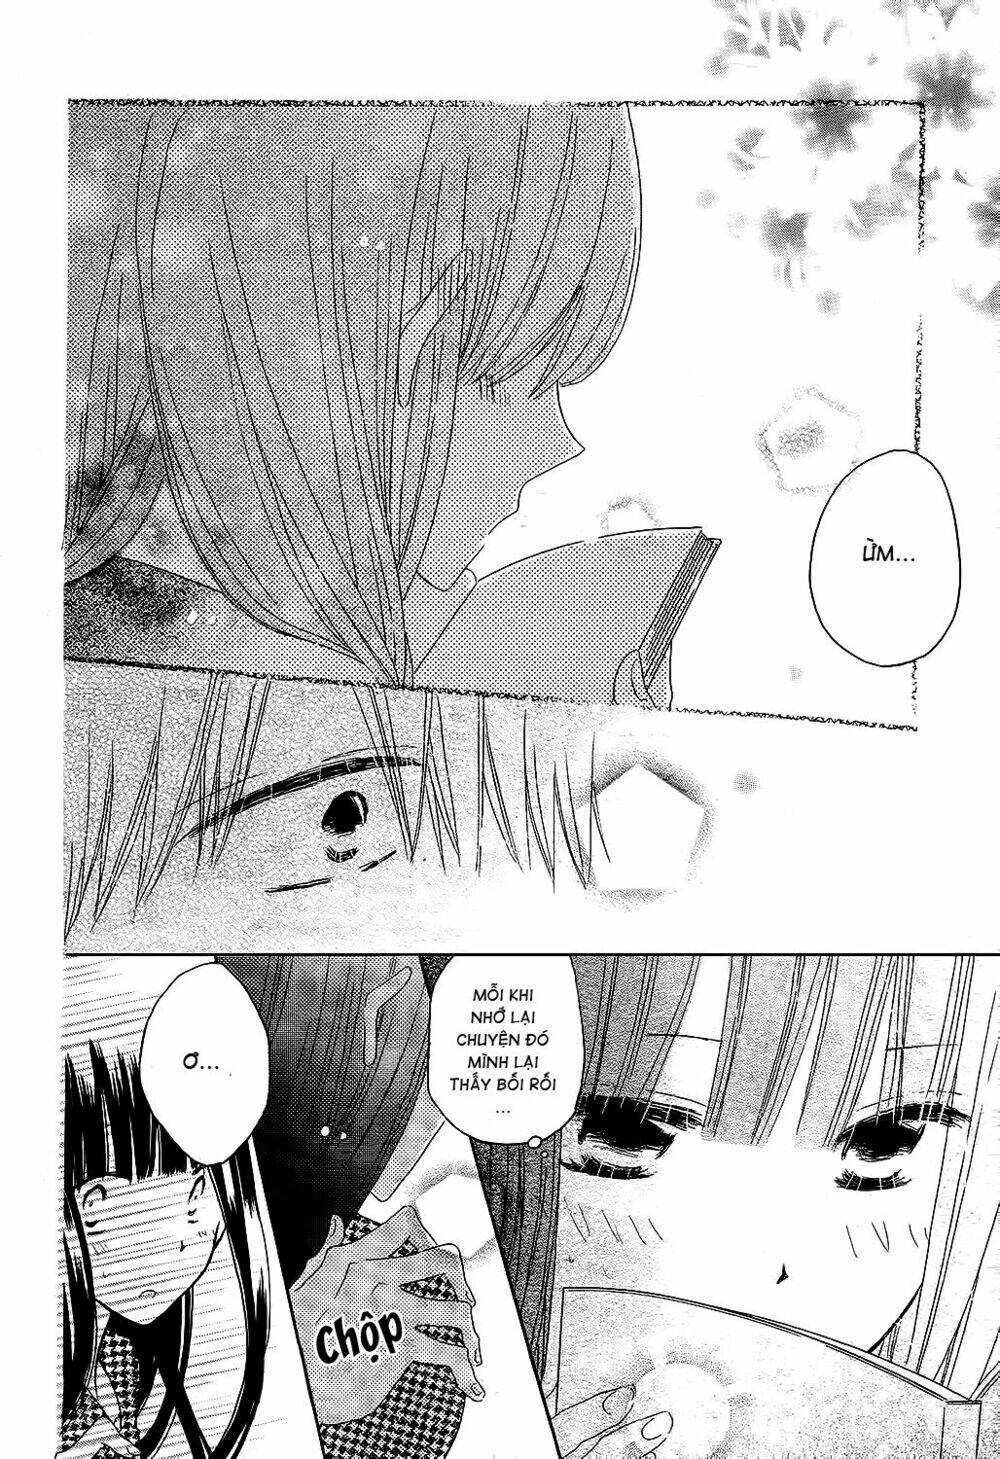 ỪM...
MỖI KHI
NHỚ LẠI
CHUYỆN ĐÓ
MÌNH LẠI
THẤY BỐI RỐI
...
Chộp
Ơ...